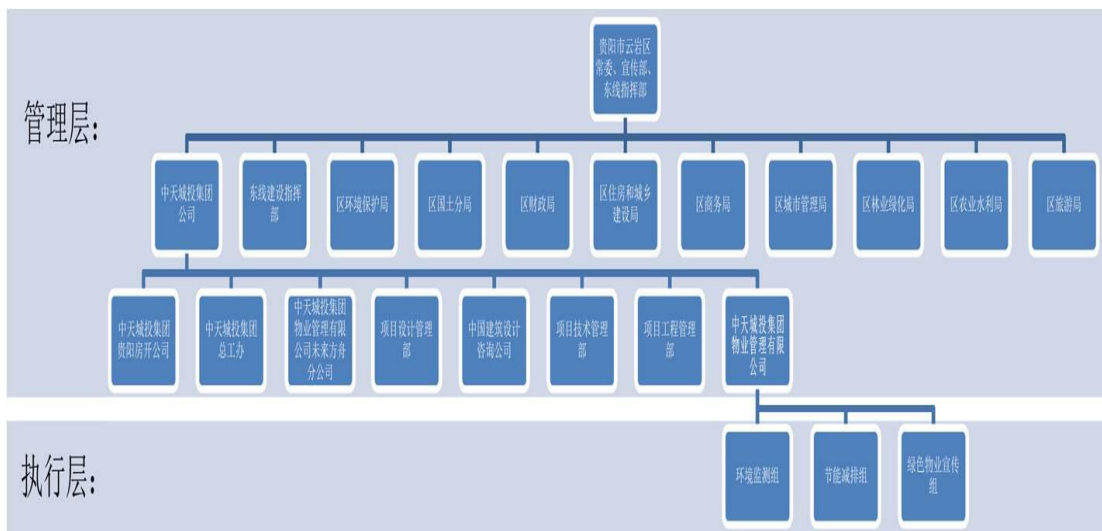 贵阳市云岩区
常委、宣传部、
东线指挥部
管理层：
中天城投集团
公司
东线建设指挥
部
区环境保护局
区国土分局
区财政局
区住房和城乡
建设局
区商务局
区城市管理局
区林业绿化局
区农业水利局
区旅游局
中天城投集团
贵阳房开公司
中天城投集团
总工办
中天城投集团
物业管理有限
公司未来方舟
分公司
项目设计管理
部
中国建筑设计
咨询公司
项目技术管理
部
项目工程管理
部
中天城投集团
物业管理有限
公司
执行层：
环境监测组
节能减排组
绿色物业宣传
组